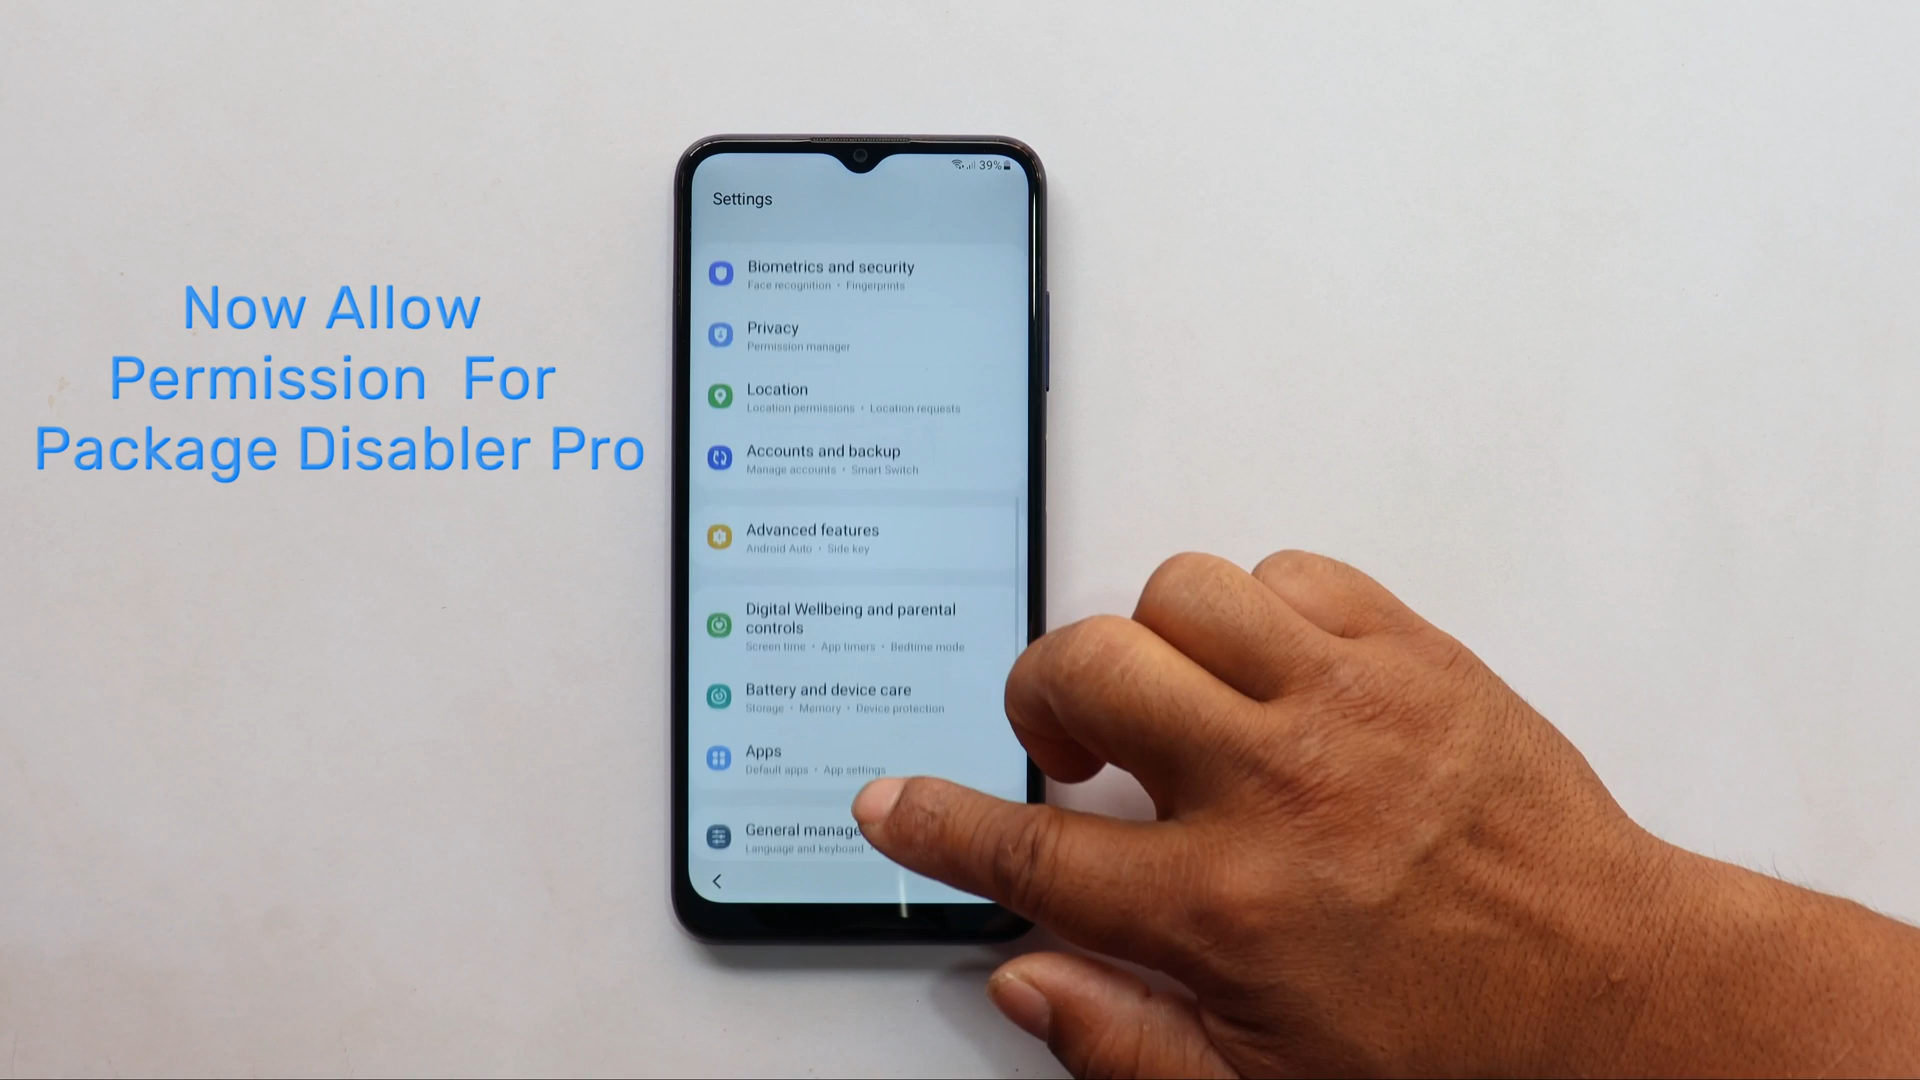 Now Allow
Permission For
Package Disabler Pro
39%
Settings
Biometrics and security
Face recognition • Fingerprints
Privacy
Permission manager
Location
Location permissions • Location requests
Accounts and backup
Manage accounts • Smart Switch
Advanced features
Android Auto • Side key
Digital Wellbeing and parental
controls
Screen time • App timers • Bedtime mode
Battery and device care
Storage • Memory • Device protection
Apps
Default apps • App settings
General manage
Language and keyboard •